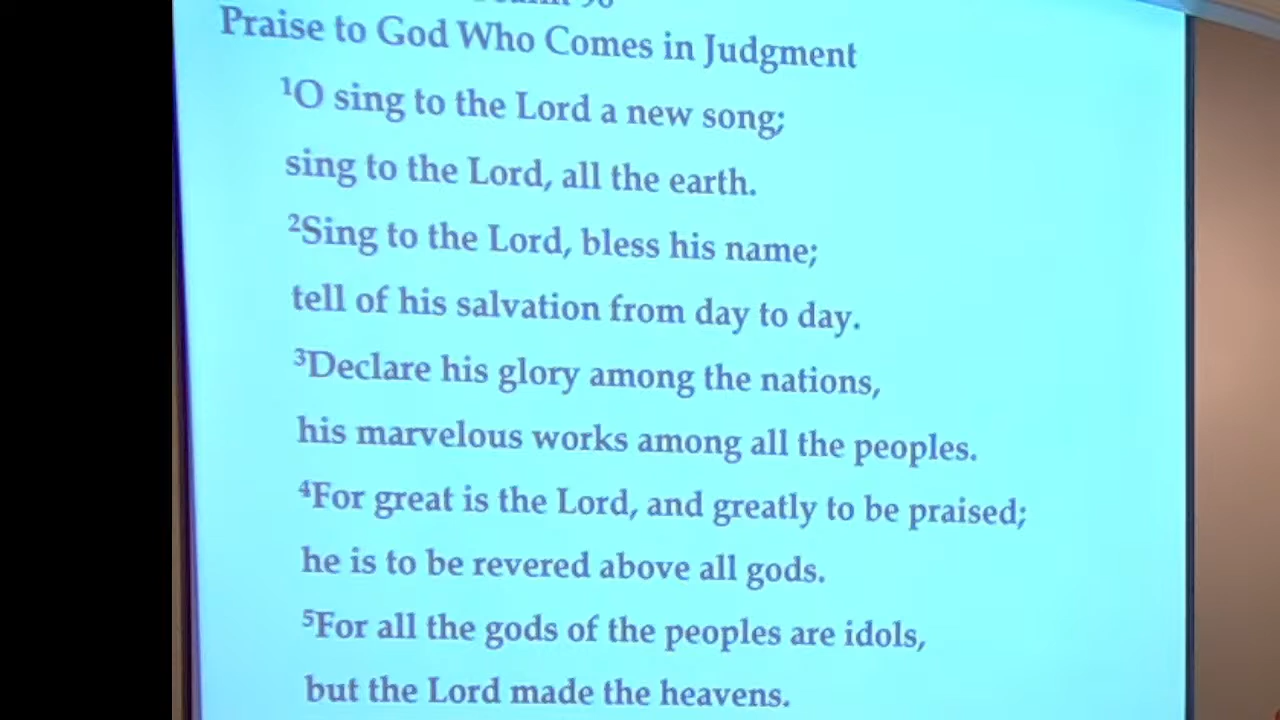 Praise to God Who Comes in Judgment
¹O sing to the Lord a new song;
sing to the Lord, all the earth.
²Sing to the Lord, bless his name;
tell of his salvation from day to day.
³Declare his glory among the nations,
his marvelous works among all the peoples.
⁴For great is the Lord, and greatly to be praised;
he is to be revered above all gods.
⁵For all the gods of the peoples are idols,
but the Lord made the heavens.